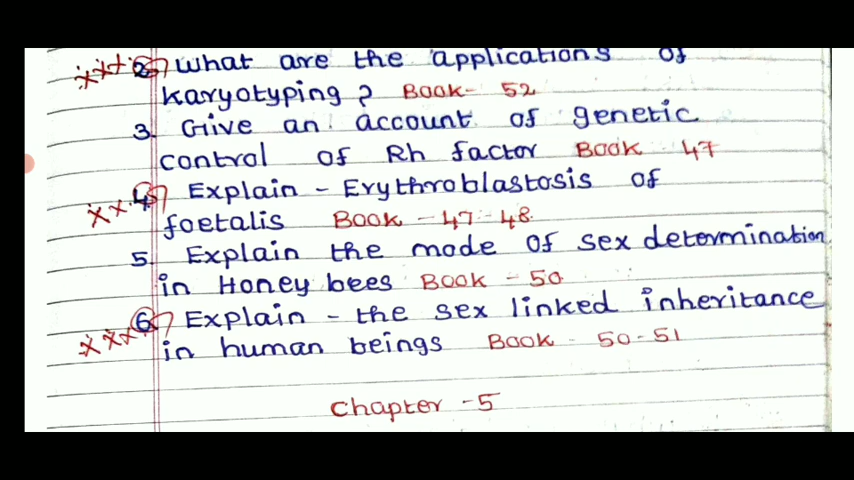 2 What are the applications of
karyotyping ? Book- 52
3. Give an account of genetic
control of Rh factor Book - 47
4. Explain - Erythroblastosis of
foetalis Book - 47 - 48
5. Explain the mode of sex determination
in Honey bees Book - 50
6. Explain - the sex linked inheritance
in human beings Book - 50-51
Chapter -5